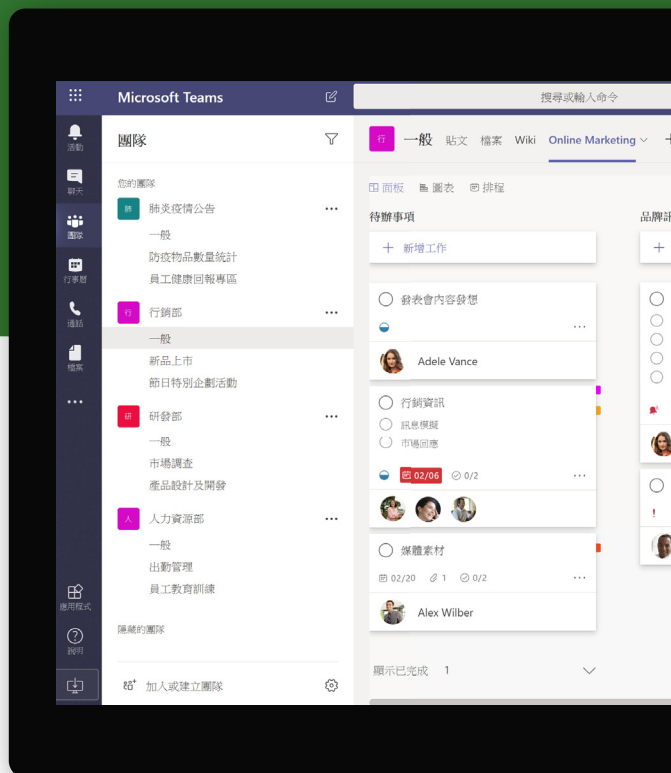 Microsoft Teams
搜尋或輸入命令
活動
聊天
團隊
行事曆
通話
檔案
應用程式
說明
團隊
您的團隊
肺 肺炎疫情公告
一般
防疫物品數量統計
員工健康回報專區
行 行銷部
一般
新品上市
節日特別企劃活動
研 研發部
一般
市場調查
產品設計及開發
人 人力資源部
一般
出勤管理
員工教育訓練
隱藏的團隊
加入或建立團隊
行 一般 貼文 檔案 Wiki Online Marketing
面板 圖表 排程
待辦事項
+ 新增工作
發表會內容發想
Adele Vance
行銷資訊
訊息模擬
市場回應
02/06 0/2
媒體素材
02/20 1 0/2
Alex Wilber
顯示已完成 1
品牌訊
+